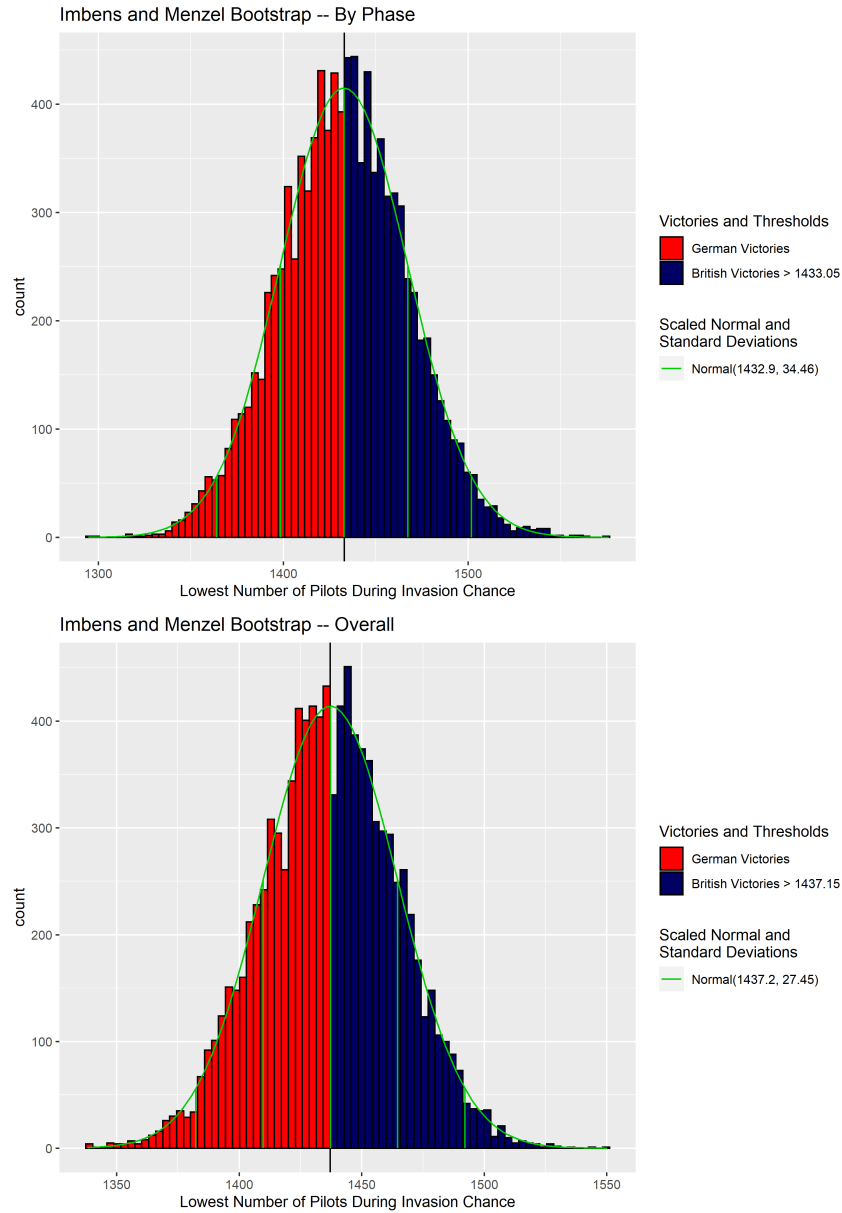 Imbens and Menzel Bootstrap -- By Phase
400
300
200
100
0
count
1300
1400
1500
Lowest Number of Pilots During Invasion Chance
Victories and Thresholds
German Victories
British Victories > 1433.05
Scaled Normal and
Standard Deviations
Normal(1432.9, 34.46)
Imbens and Menzel Bootstrap -- Overall
400
300
200
100
0
count
1350
1400
1450
1500
1550
Lowest Number of Pilots During Invasion Chance
Victories and Thresholds
German Victories
British Victories > 1437.15
Scaled Normal and
Standard Deviations
Normal(1437.2, 27.45)